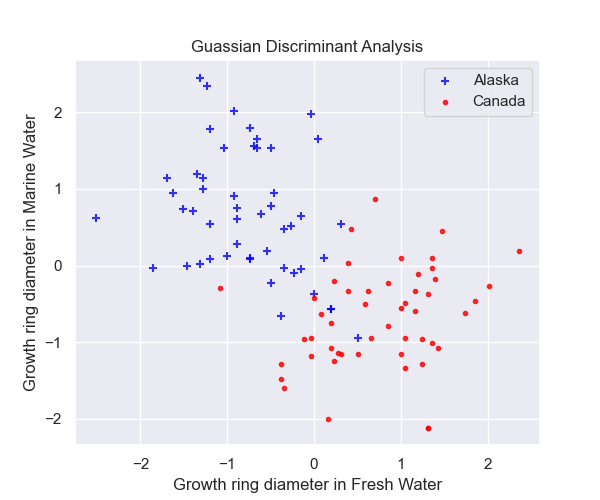 Guassian Discriminant Analysis
Alaska
Canada
Growth ring diameter in Marine Water
2
1
0
−1
−2
−2
−1
0
1
2
Growth ring diameter in Fresh Water